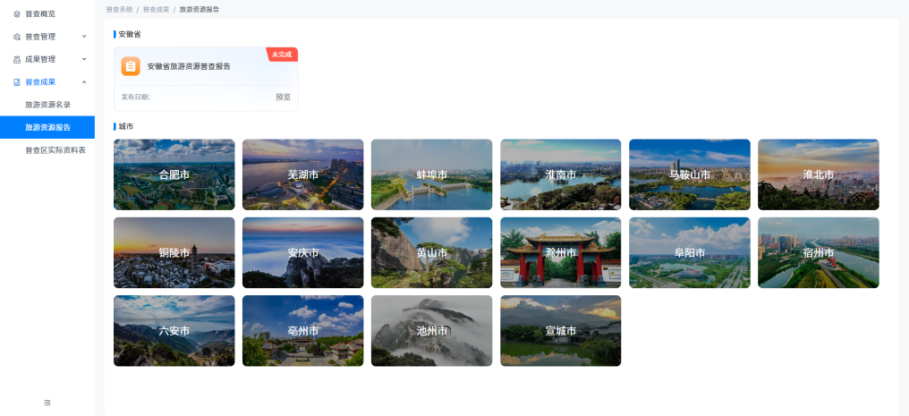 普查概览
普查管理
成果管理
普查成果
旅游资源名录
旅游资源报告
普查区实际资料表
普查系统 / 普查成果 / 旅游资源报告
安徽省
未完成
安徽省旅游资源普查报告
发布日期：
预览
城市
合肥市
芜湖市
蚌埠市
淮南市
马鞍山市
淮北市
铜陵市
安庆市
黄山市
滁州市
阜阳市
宿州市
六安市
亳州市
池州市
宣城市